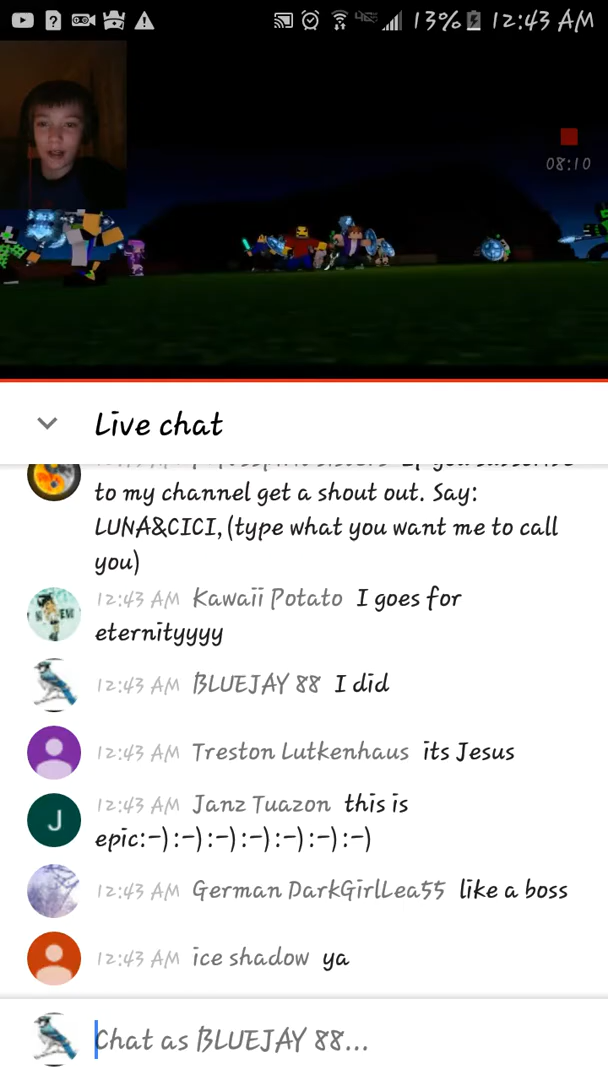 13% 12:43 AM
08:10
Live chat
to my channel get a shout out. Say:
LUNA&CICI, (type what you want me to call
you)
12:43 AM Kawaii Potato I goes for
eternityyyy
12:43 AM BLUEJAY 88 I did
12:43 AM Treston Lutkenhaus its Jesus
12:43 AM Janz Tuazon this is
epic:-):-):-):-):-):-):-)
J
12:43 AM German DarkGirlLea55 like a boss
12:43 AM ice shadow ya
Chat as BLUEJAY 88...